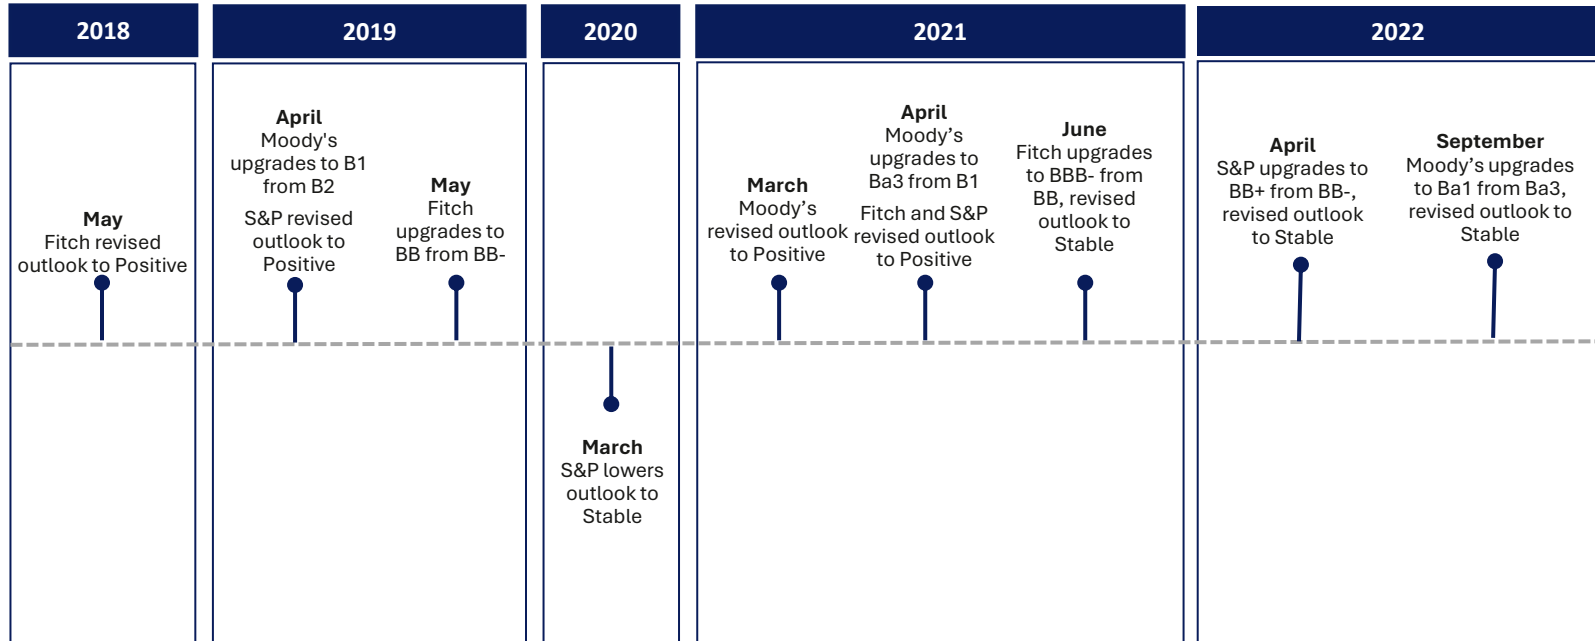 2018
2019
2020
2021
2022
May
Fitch revised
outlook to Positive
April
Moody's
upgrades to B1
from B2
S&P revised
outlook to
Positive
May
Fitch
upgrades to
BB from BB-
March
S&P lowers
outlook to
Stable
March
Moody’s
revised outlook
to Positive
April
Moody’s
upgrades to
Ba3 from B1
Fitch and S&P
revised outlook
to Positive
June
Fitch upgrades
to BBB- from
BB, revised
outlook to
Stable
April
S&P upgrades to
BB+ from BB-,
revised outlook
to Stable
September
Moody’s upgrades
to Ba1 from Ba3,
revised outlook to
Stable